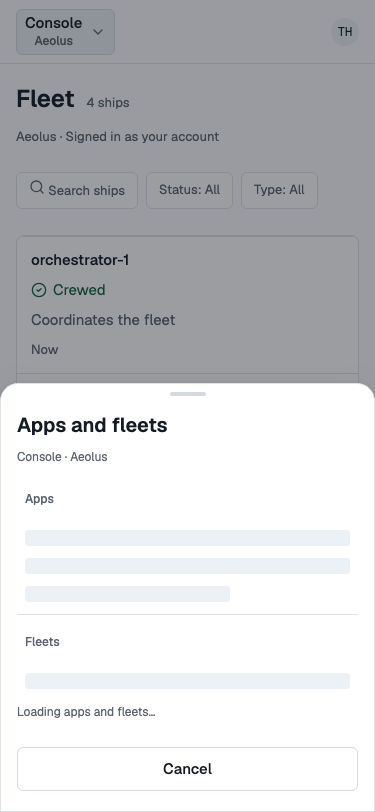 Console
Aeolus
TH
Fleet 4 ships
Aeolus · Signed in as your account
Search ships
Status: All
Type: All
orchestrator-1
Crewed
Coordinates the fleet
Now
Apps and fleets
Console · Aeolus
Apps
Fleets
Loading apps and fleets…
Cancel